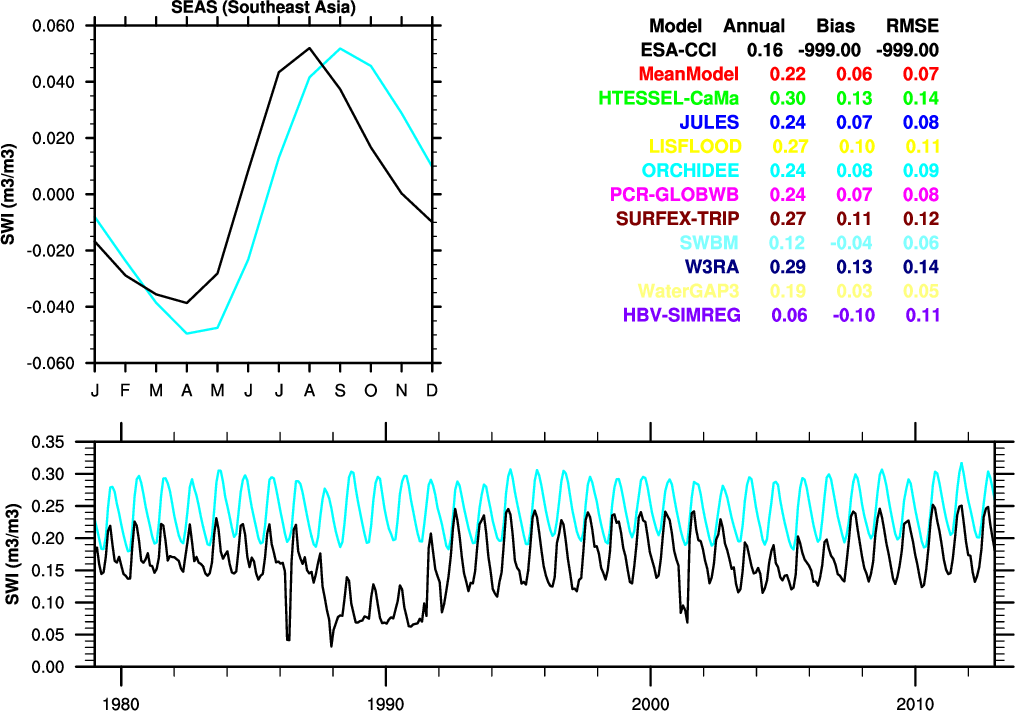 SEAS (Southeast Asia)
0.060
0.040
0.020
0.000
-0.020
-0.040
-0.060
SWI (m3/m3)
J F M A M J J A S O N D
Model Annual Bias RMSE
ESA-CCI 0.16 -999.00 -999.00
MeanModel 0.22 0.06 0.07
HTESSEL-CaMa 0.30 0.13 0.14
JULES 0.24 0.07 0.08
LISFLOOD 0.27 0.10 0.11
ORCHIDEE 0.24 0.08 0.09
PCR-GLOBWB 0.24 0.07 0.08
SURFEX-TRIP 0.27 0.11 0.12
SWBM 0.12 -0.04 0.06
W3RA 0.29 0.13 0.14
WaterGAP3 0.19 0.03 0.05
HBV-SIMREG 0.06 -0.10 0.11
0.35
0.30
0.25
0.20
0.15
0.10
0.05
0.00
SWI (m3/m3)
1980 1990 2000 2010